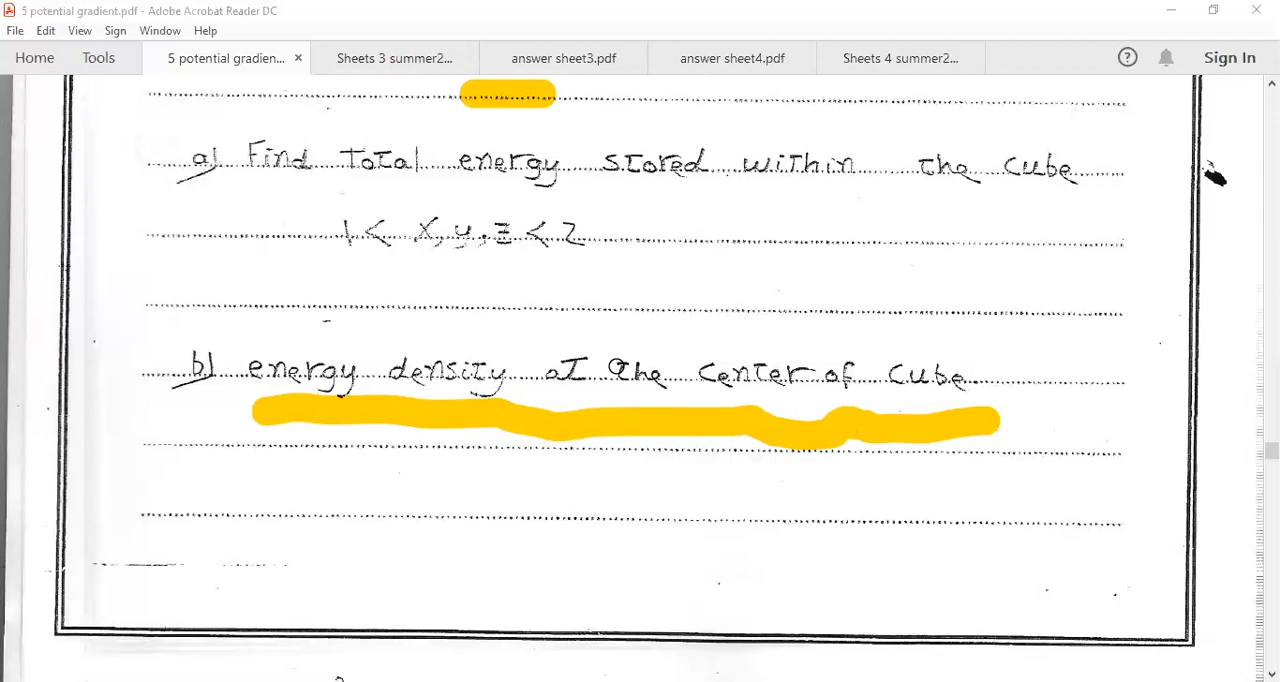 5 potential gradient.pdf - Adobe Acrobat Reader DC
File Edit View Sign Window Help
Home Tools 5 potential gradien... × Sheets 3 summer2... answer sheet3.pdf answer sheet4.pdf Sheets 4 summer2... Sign In
a) Find Total energy stored within the cube
1 < x, y, z < 2
b) energy density at the center of cube